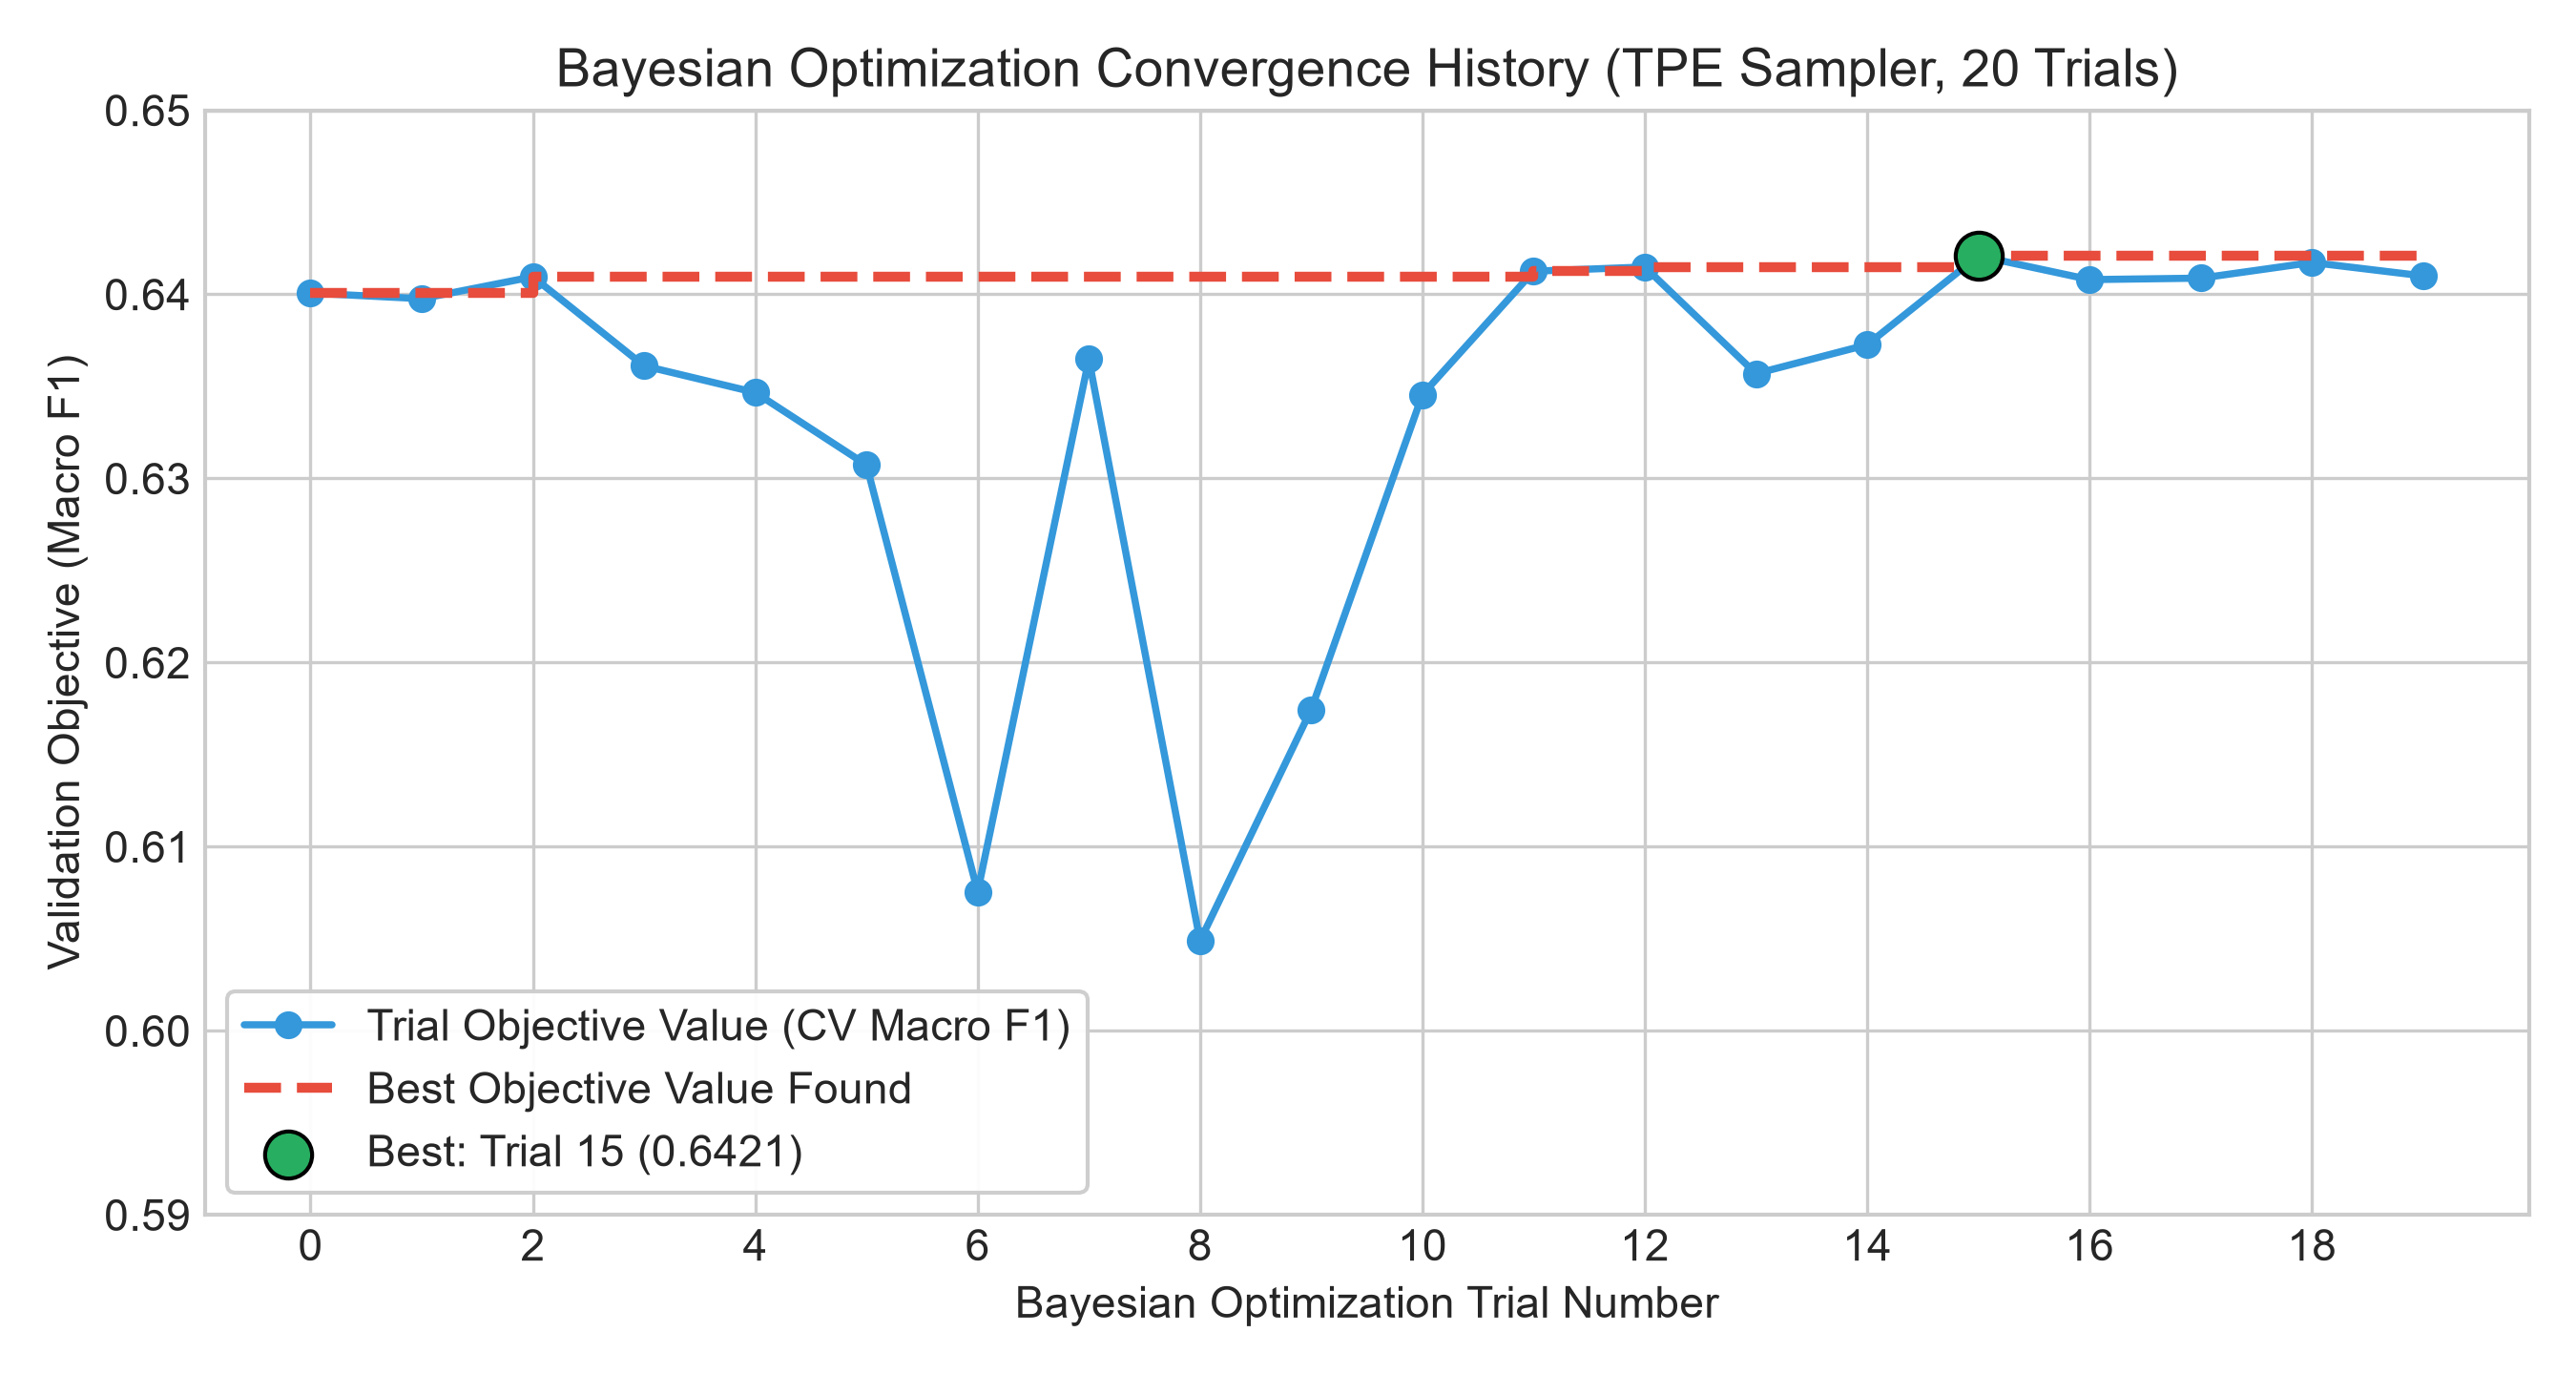 Bayesian Optimization Convergence History (TPE Sampler, 20 Trials)
Validation Objective (Macro F1)
0.65
0.64
0.63
0.62
0.61
0.60
0.59
Trial Objective Value (CV Macro F1)
Best Objective Value Found
Best: Trial 15 (0.6421)
0 2 4 6 8 10 12 14 16 18
Bayesian Optimization Trial Number